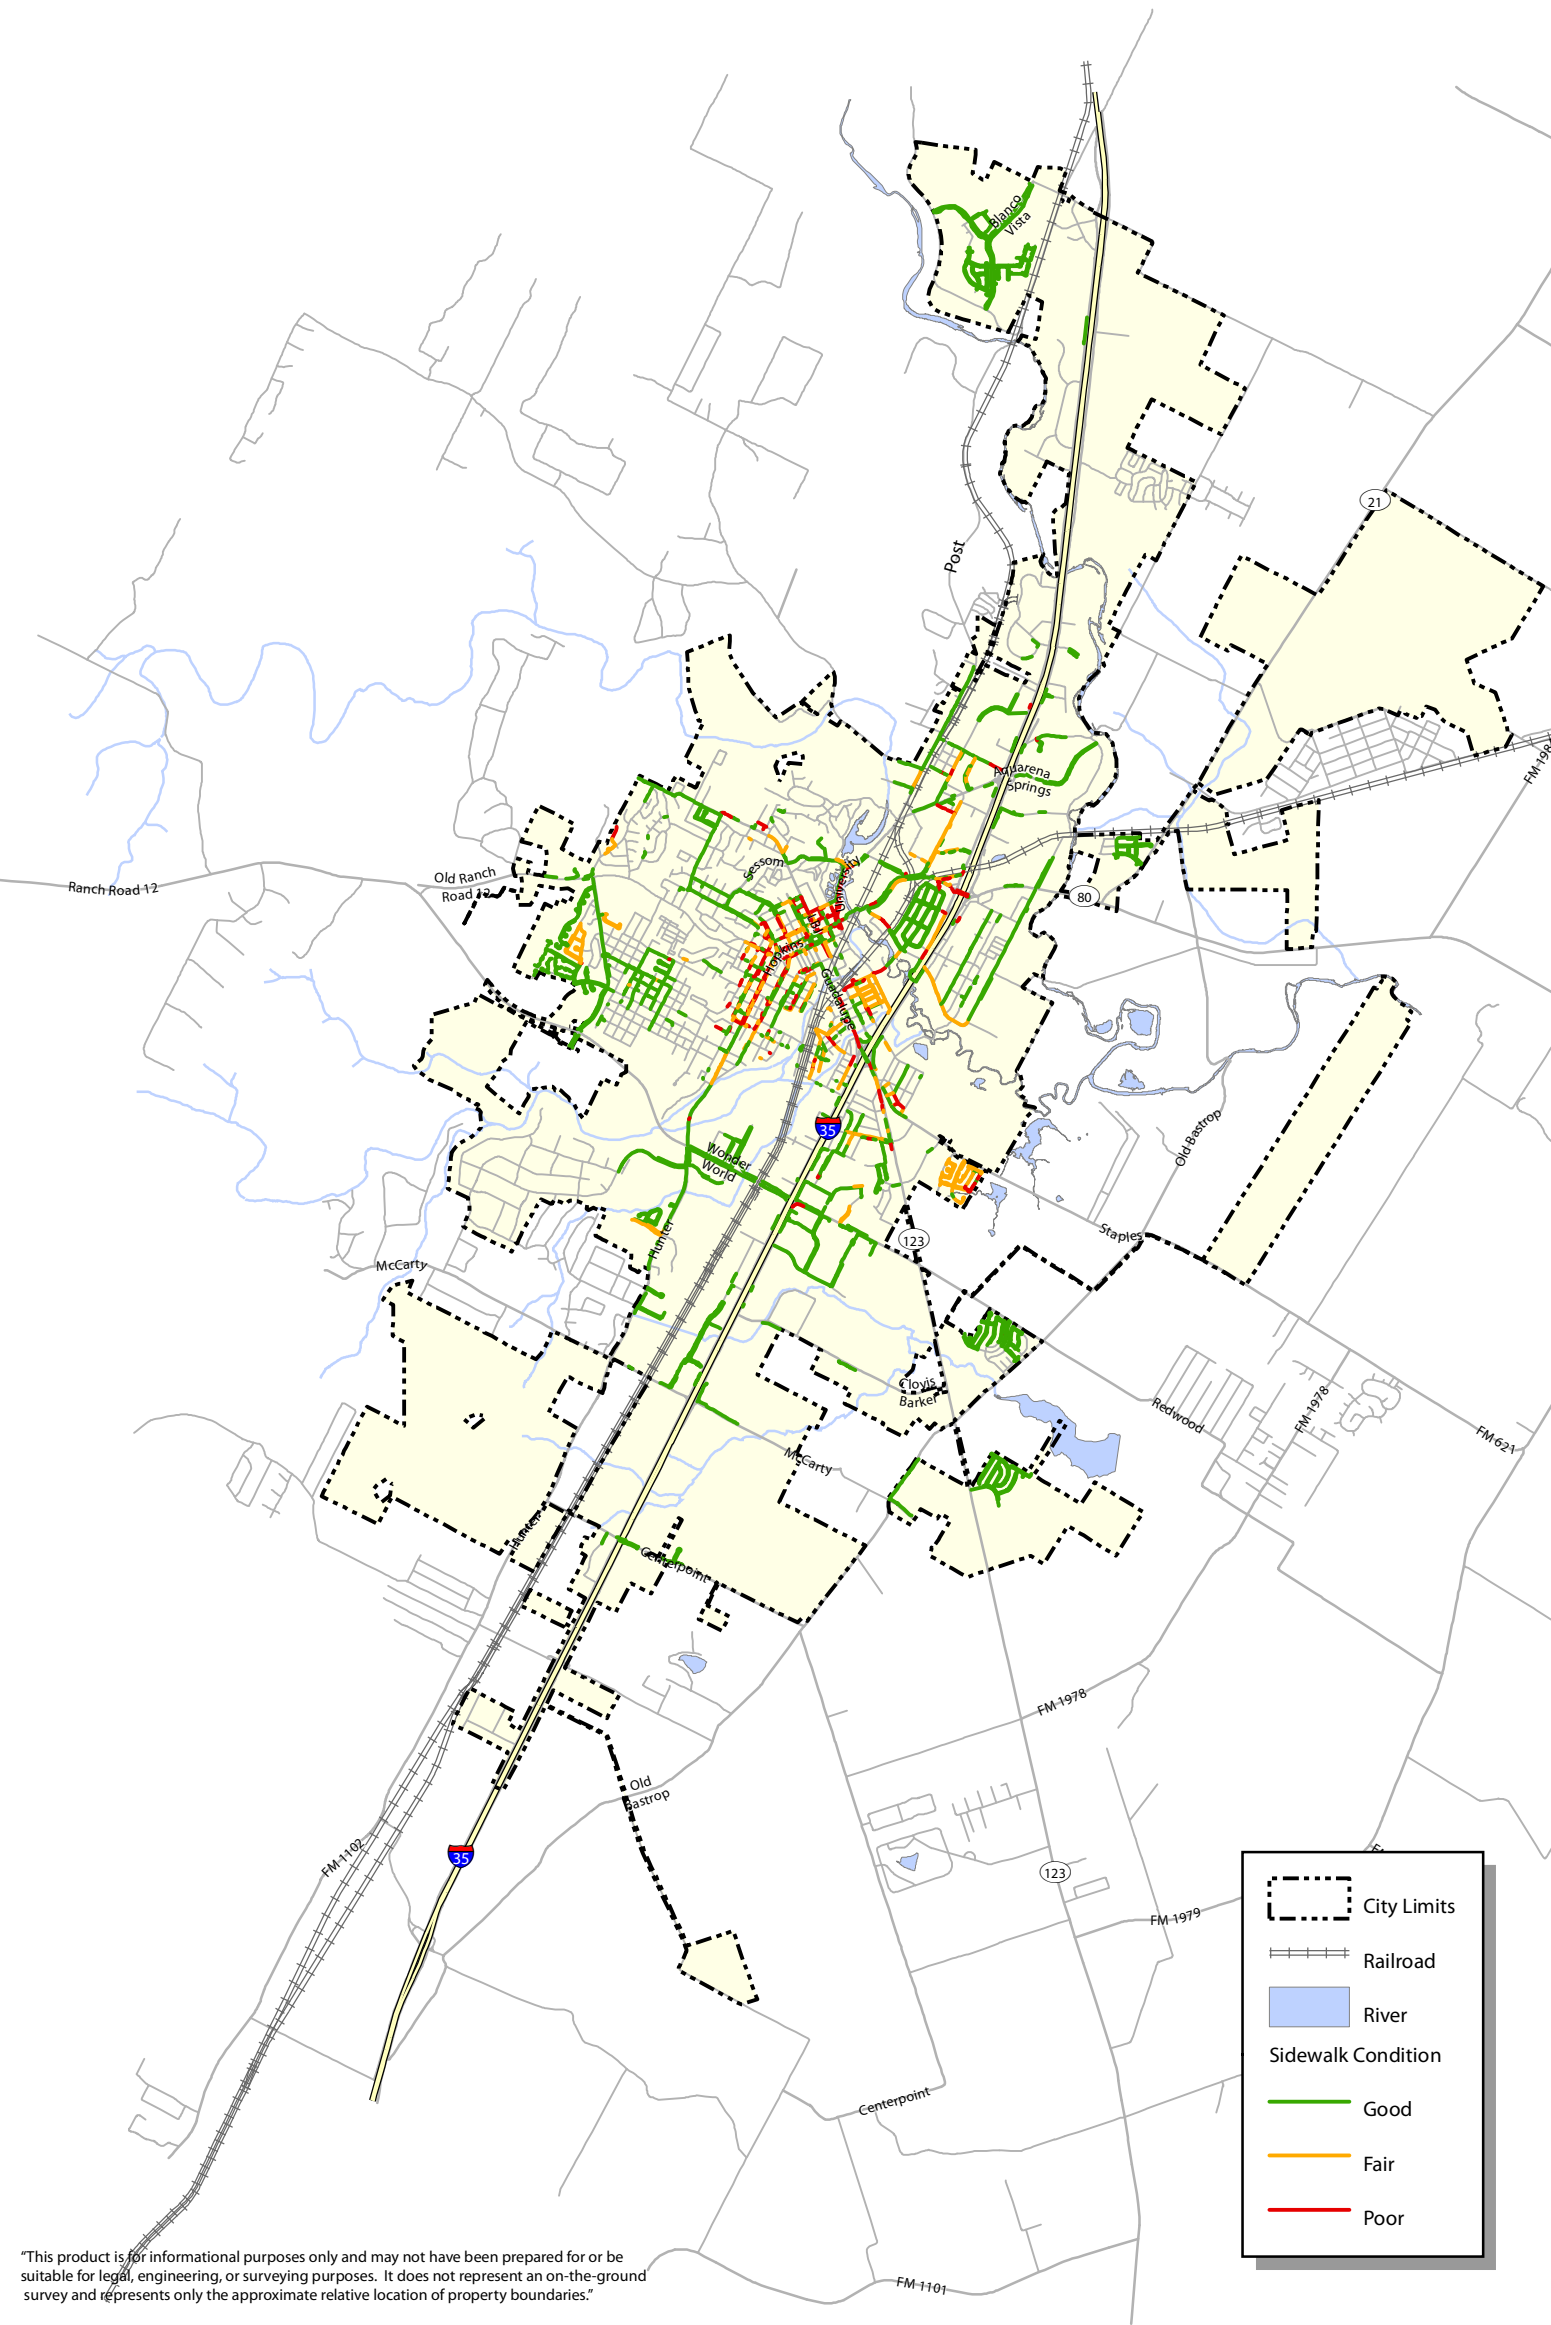 Blanco
Vista
21
Post
FM 198
Aquarena
Springs
Ranch Road 12
Old Ranch
Road 12
Sessom
University
80
LBJ
Hopkins
Guadalupe
35
Old Bastrop
Wonder
World
Hunter
123
Staples
McCarty
Clovis
Barker
Redwood
FM 1978
FM 621
McCarty
Hunter
Centerpoint
FM 1978
Old
Bastrop
FM 1102
35
123
FM 1979
Centerpoint
FM 1101
City Limits
Railroad
River
Sidewalk Condition
Good
Fair
Poor
“This product is for informational purposes only and may not have been prepared for or be
suitable for legal, engineering, or surveying purposes. It does not represent an on-the-ground
survey and represents only the approximate relative location of property boundaries.”